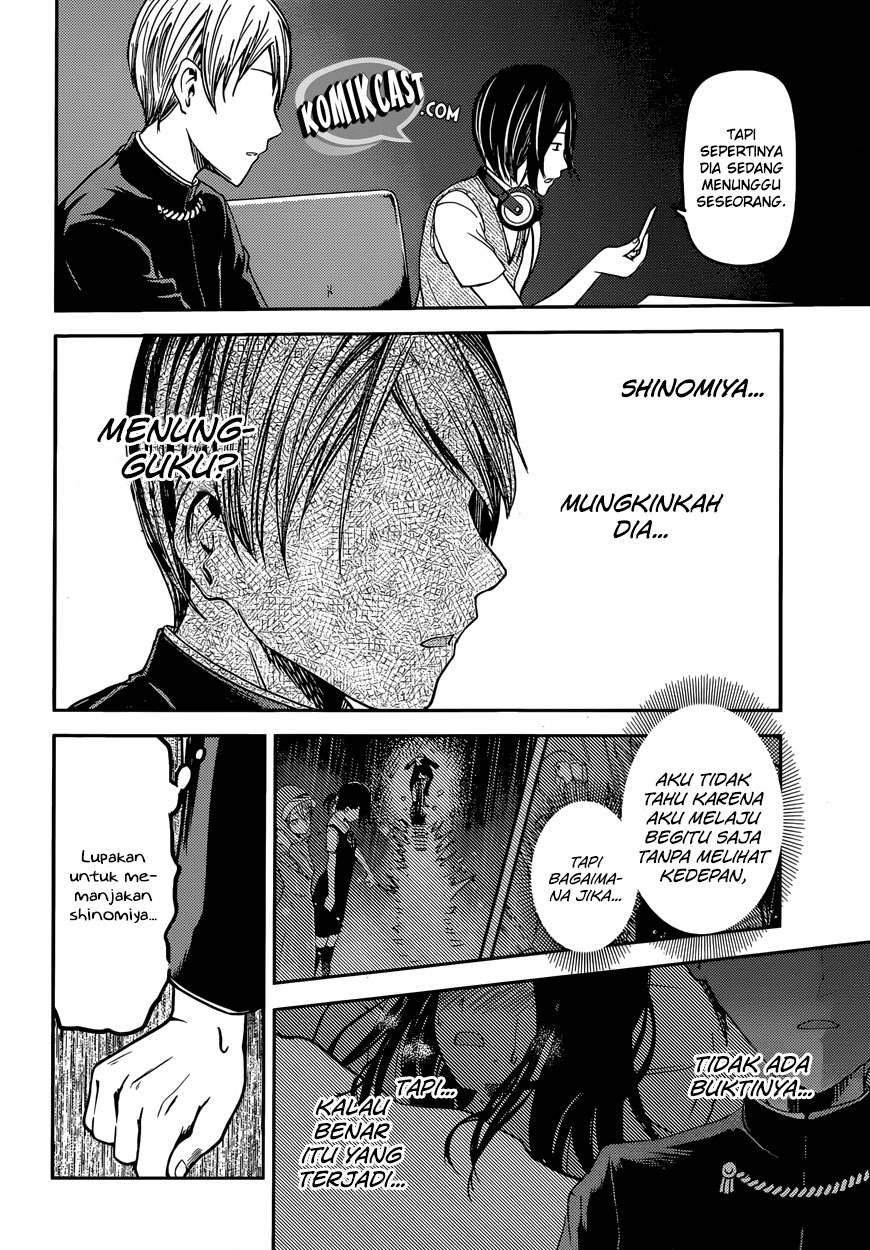 TAPI
SEPERTINYA
DIA SEDANG
MENUNGGU
SESEORANG.
KOMIKCAST
.COM
SHINOMIYA...
MUNGKINKAH
DIA...
MENUNG-
GUKU?
AKU TIDAK
TAHU KARENA
AKU MELAJU
BEGITU SAJA
TANPA MELIHAT
KEDEPAN,
TAPI
BAGAIMA-
NA JIKA...
TIDAK ADA
BUKTINYA...
TAPI...
KALAU
BENAR
ITU YANG
TERJADI...
Lupakan
untuk me-
manjakan
shinomiya...